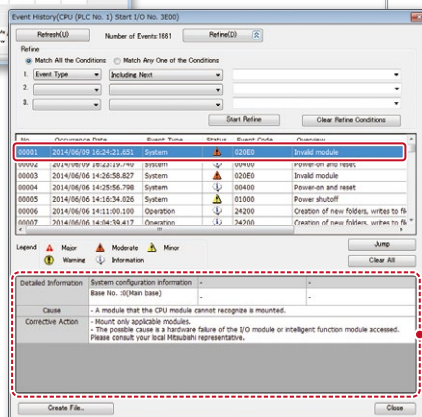 Event History(CPU (PLC No. 1) Start I/O No. 3E00)
Refresh(U) Number of Events:1661 Refine(D)
Refine
Match All the Conditions Match Any One of the Conditions
1. Event Type Including Next
2.
3.
Start Refine Clear Refine Conditions
No. Occurrence Date Event Type Status Event Code Overview
00001 2014/06/09 16:24:21.651 System 020E0 Invalid module
00002 2014/06/09 16:23:19.740 System 00400 Power-on and reset
00003 2014/06/06 14:26:58.827 System 020E0 Invalid module
00004 2014/06/06 14:25:56.798 System 00400 Power-on and reset
00005 2014/06/06 14:16:34.026 System 01000 Power shutoff
00006 2014/06/06 14:11:00.100 Operation 24200 Creation of new folders, writes to fi
00007 2014/06/06 14:04:39.417 Operation 24200 Creation of new folders, writes to fi
Legend Major Moderate Minor
Warning Information
Jump
Clear All
Detailed Information System configuration information - -
Base No. :0(Main base) - -
Cause - A module that the CPU module cannot recognize is mounted.
Corrective Action - Mount only applicable modules.
- The possible cause is a hardware failure of the I/O module or intelligent function module accessed.
Please consult your local Mitsubishi representative.
Create File... Close